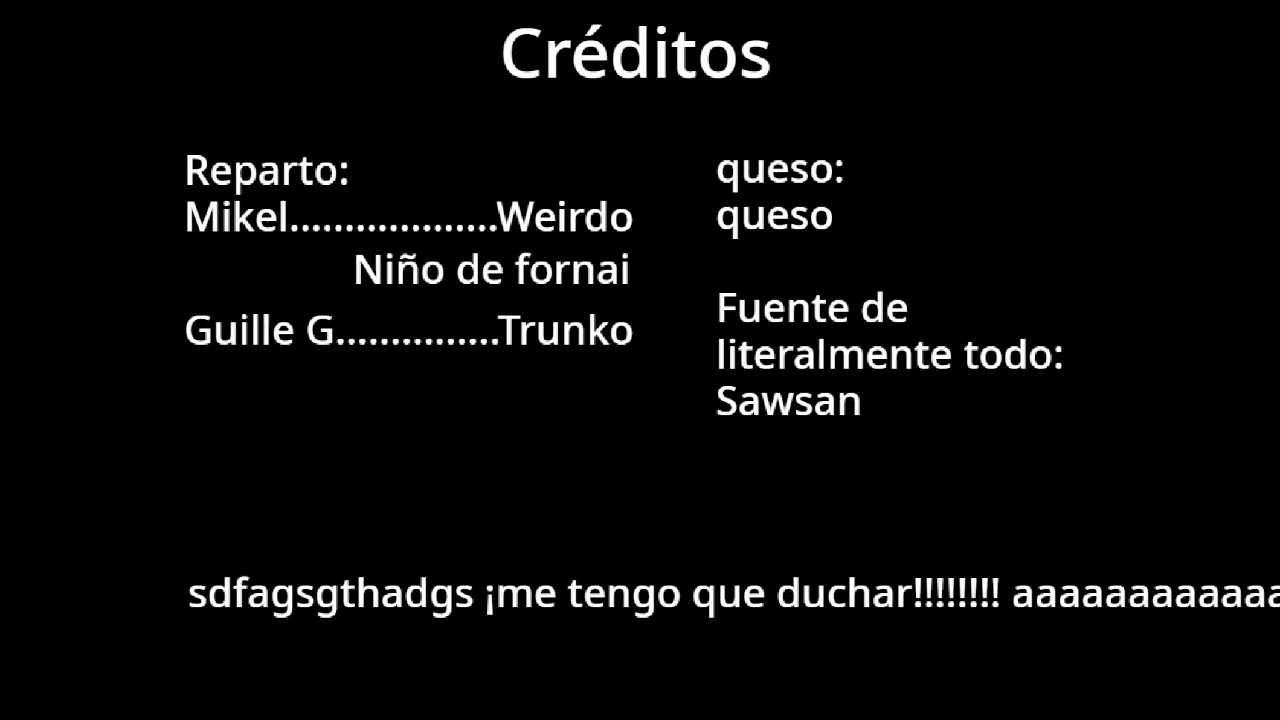 Créditos
Reparto:
Mikel...................Weirdo
Niño de fornai
Guille G...............Trunko
queso:
queso
Fuente de
literalmente todo:
Sawsan
sdfagsgthadgs ¡me tengo que duchar!!!!!!!! aaaaaaaaaaaa